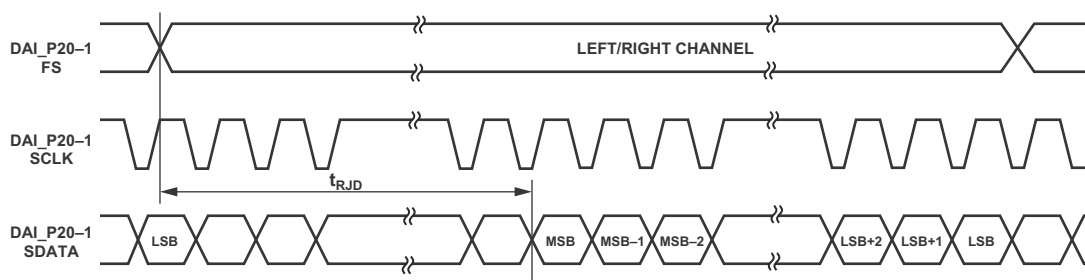 DAI_P20–1
FS
LEFT/RIGHT CHANNEL
DAI_P20–1
SCLK
tRJD
DAI_P20–1
SDATA
LSB
MSB
MSB–1
MSB–2
LSB+2
LSB+1
LSB